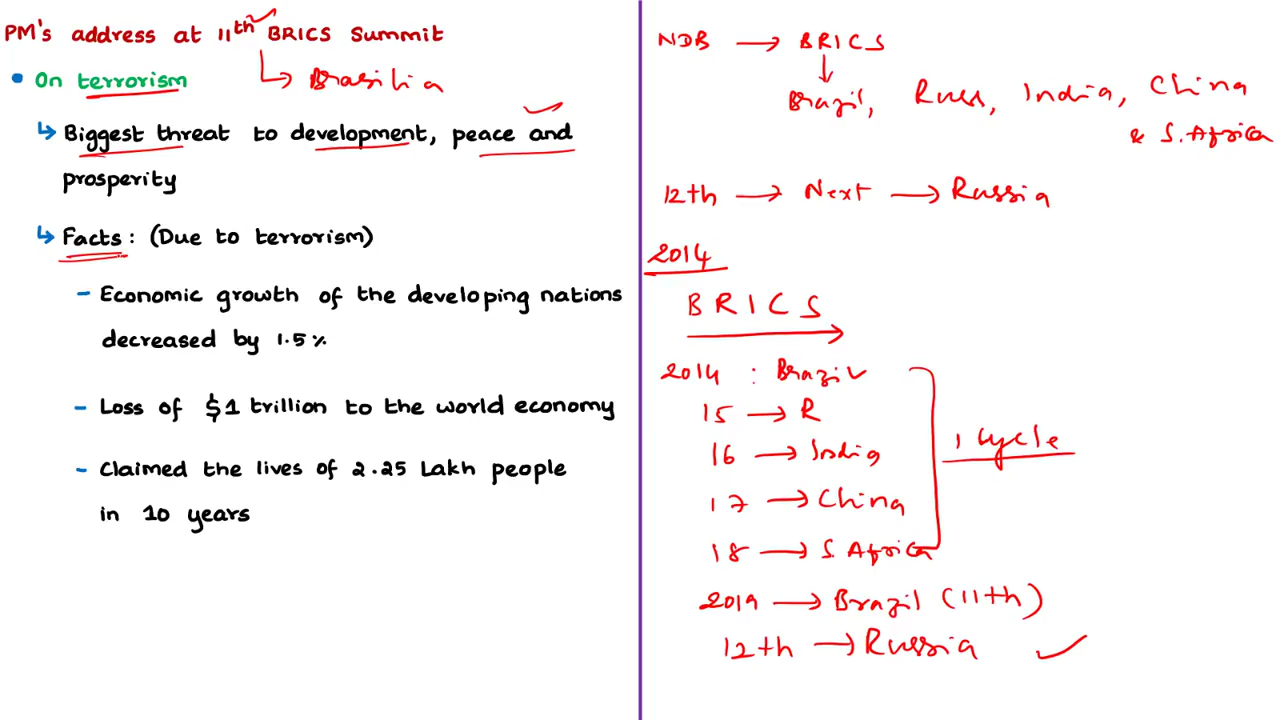 PM's address at 11th BRICS Summit
On terrorism
Brasilia
Biggest threat to development, peace and
prosperity
Facts: (Due to terrorism)
- Economic growth of the developing nations
decreased by 1.5%
- Loss of $1 trillion to the world economy
- Claimed the lives of 2.25 Lakh people
in 10 years
NDB → BRICS
Brazil, Russ, India, China
& S. Africa
12th → Next → Russia
2014
BRICS
2014 : Brazil
15 → R
16 → India
17 → China
18 → S. Africa
1 Cycle
2019 → Brazil (11th)
12th → Russia